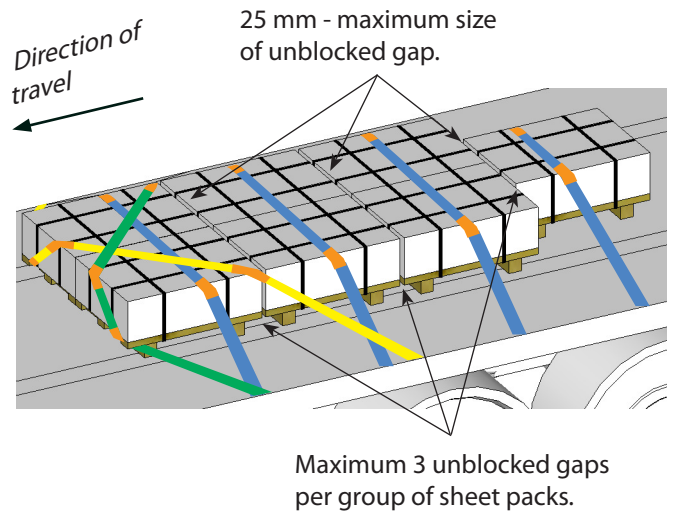 Direction of
travel
25 mm - maximum size
of unblocked gap.
Maximum 3 unblocked gaps
per group of sheet packs.